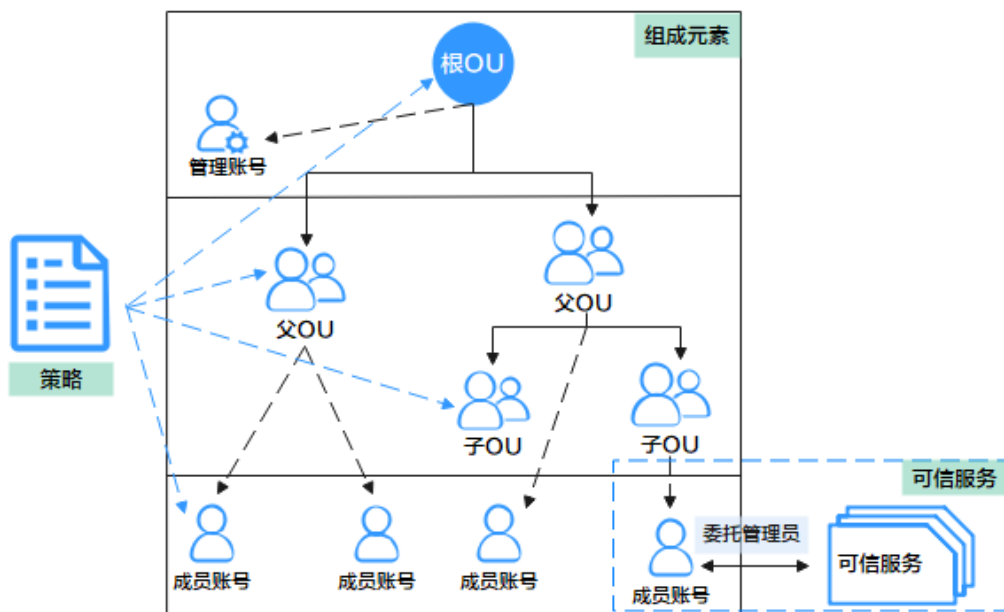 组成元素
根OU
管理账号
父OU
父OU
策略
子OU
子OU
可信服务
委托管理员
可信服务
成员账号
成员账号
成员账号
成员账号